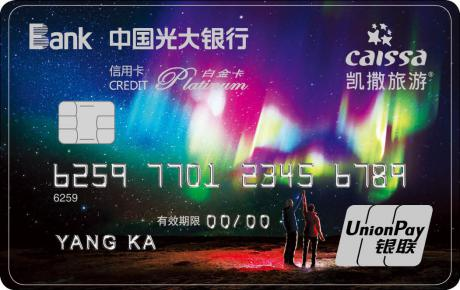 Bank 中国光大银行
caissa
凯撒旅游®
信用卡 白金卡
CREDIT Platinum
6259 7701 2345 6789
6259
有效期限 00/00
YANG KA
UnionPay
银联